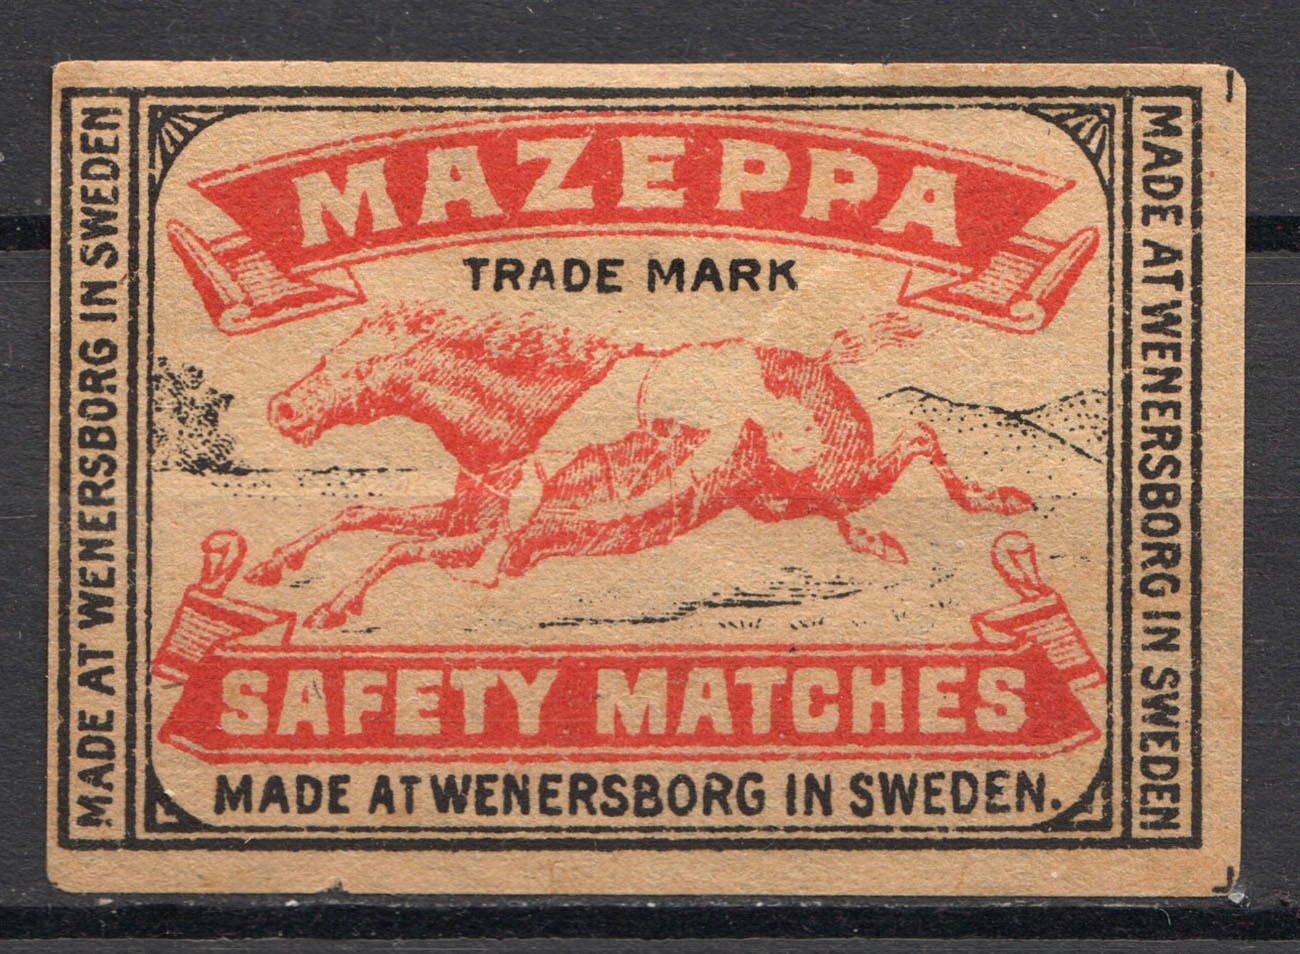 MAZEPPA
TRADE MARK
SAFETY MATCHES
MADE AT WENERSBORG IN SWEDEN.
MADE AT WENERSBORG IN SWEDEN
MADE AT WENERSBORG IN SWEDEN